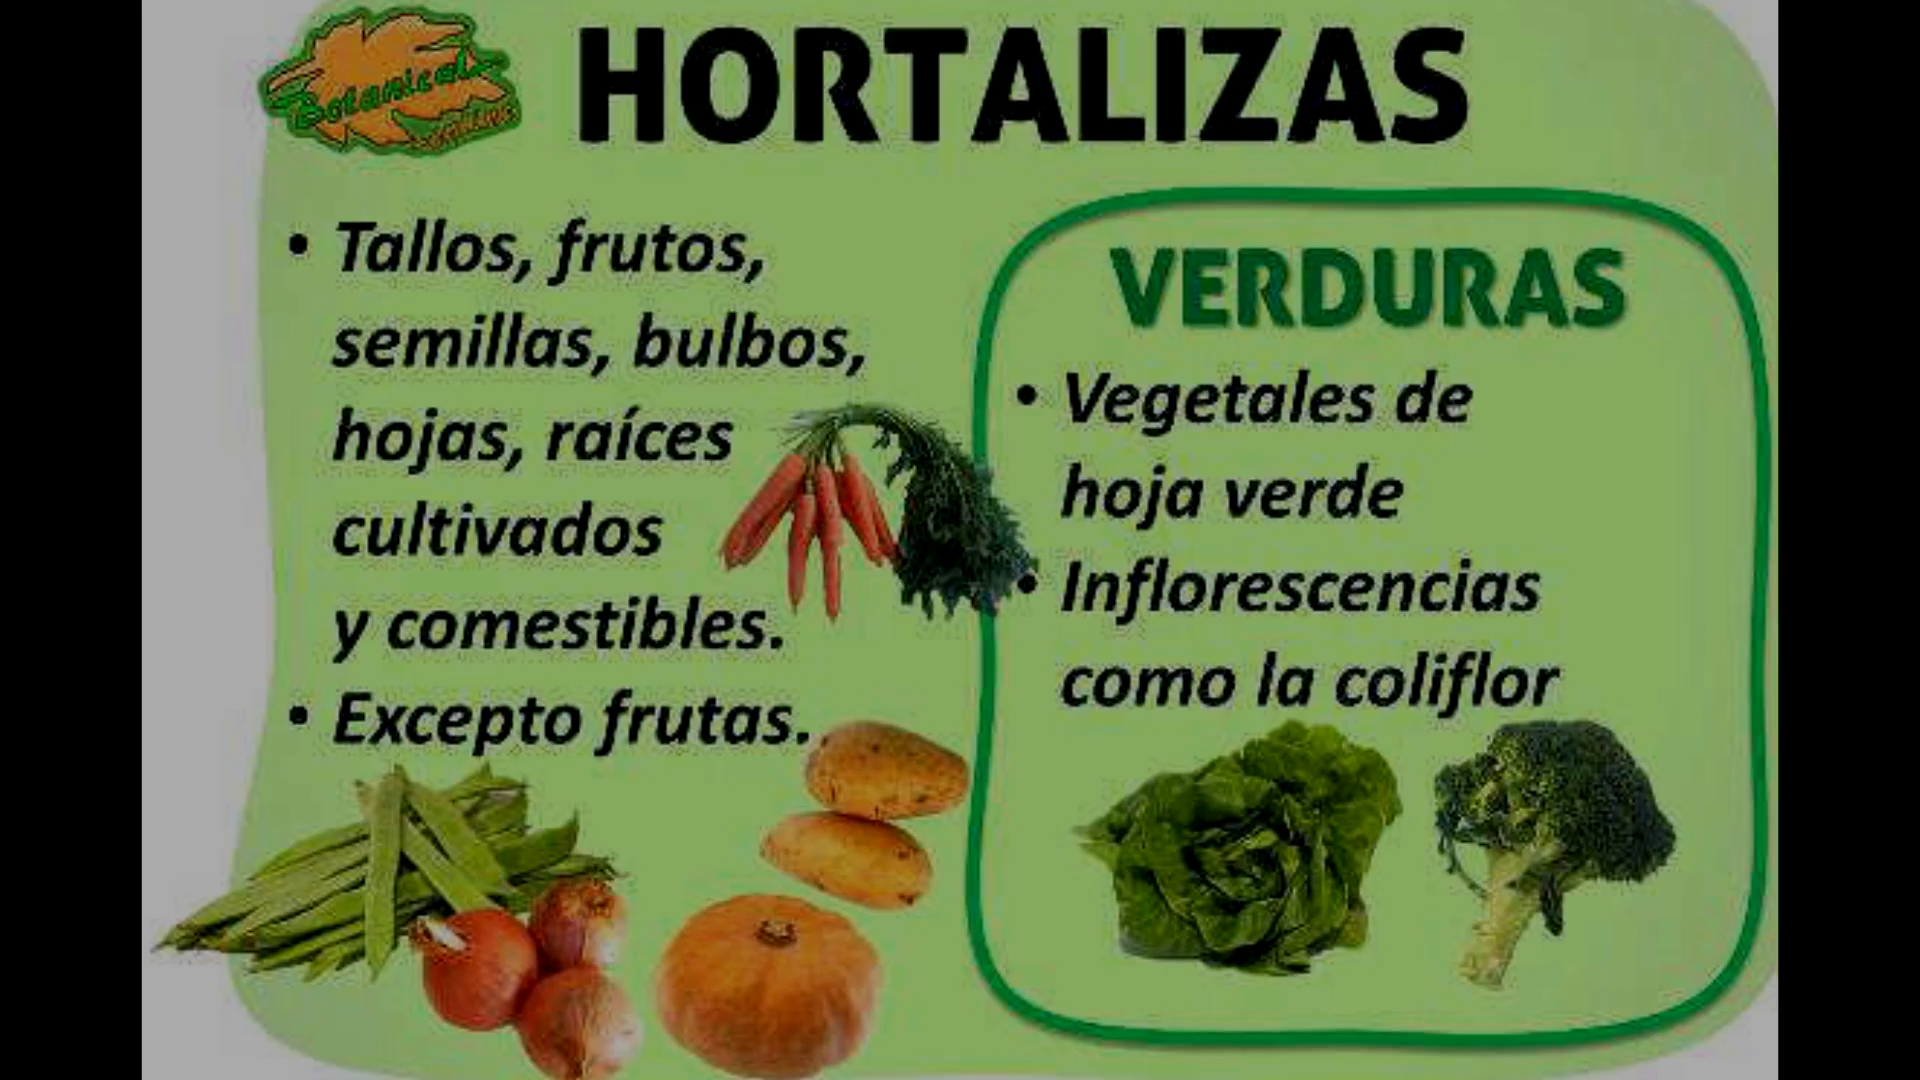 Botanical
HORTALIZAS
• Tallos, frutos,
semillas, bulbos,
hojas, raíces
cultivados
y comestibles.
• Excepto frutas.
VERDURAS
• Vegetales de
hoja verde
• Inflorescencias
como la coliflor